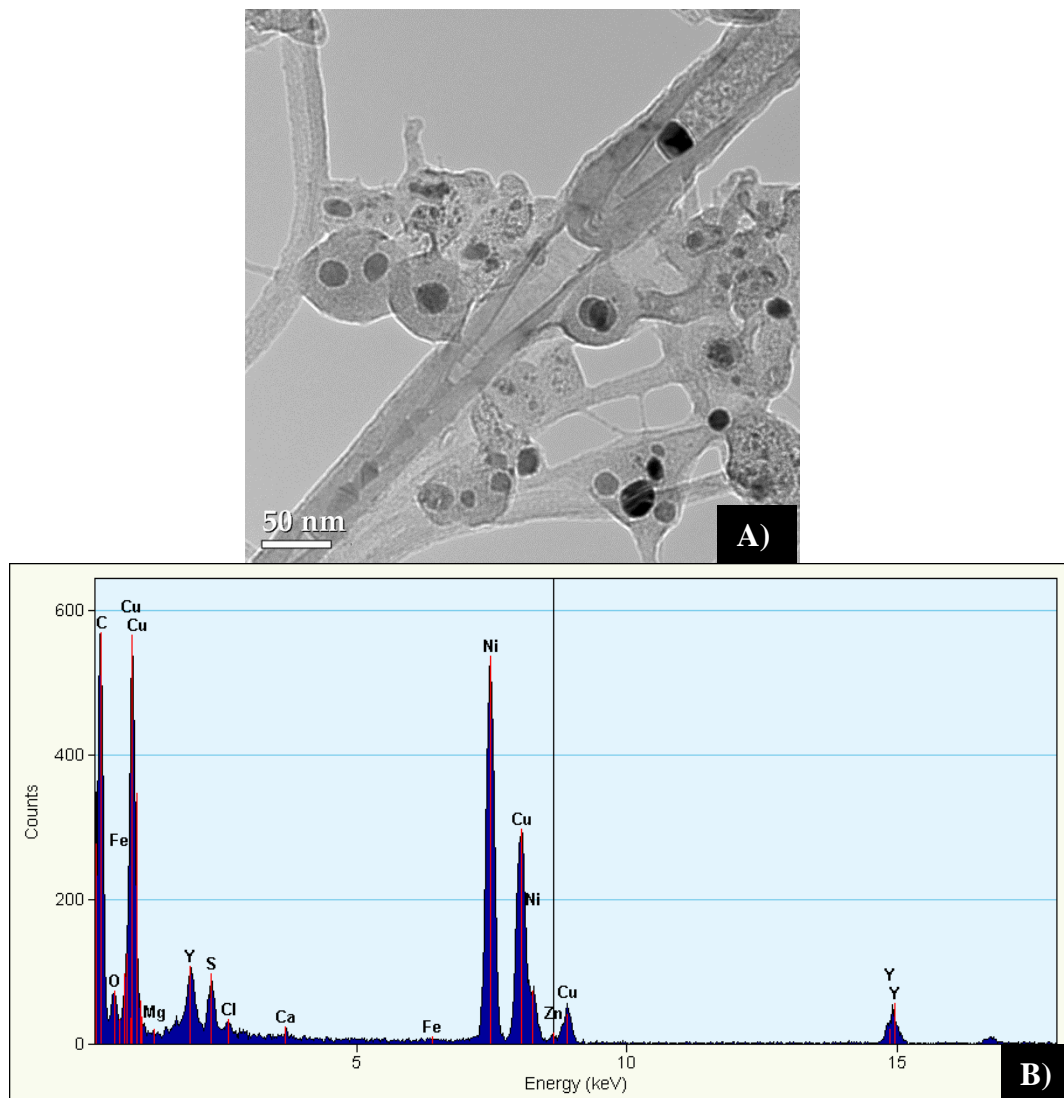 50 nm
A)
600
400
200
0
Counts
C
Cu
Cu
Fe
O
Mg
Y
S
Cl
Ca
Fe
Ni
Cu
Ni
Zn
Cu
Y
Y
5
10
15
Energy (keV)
B)